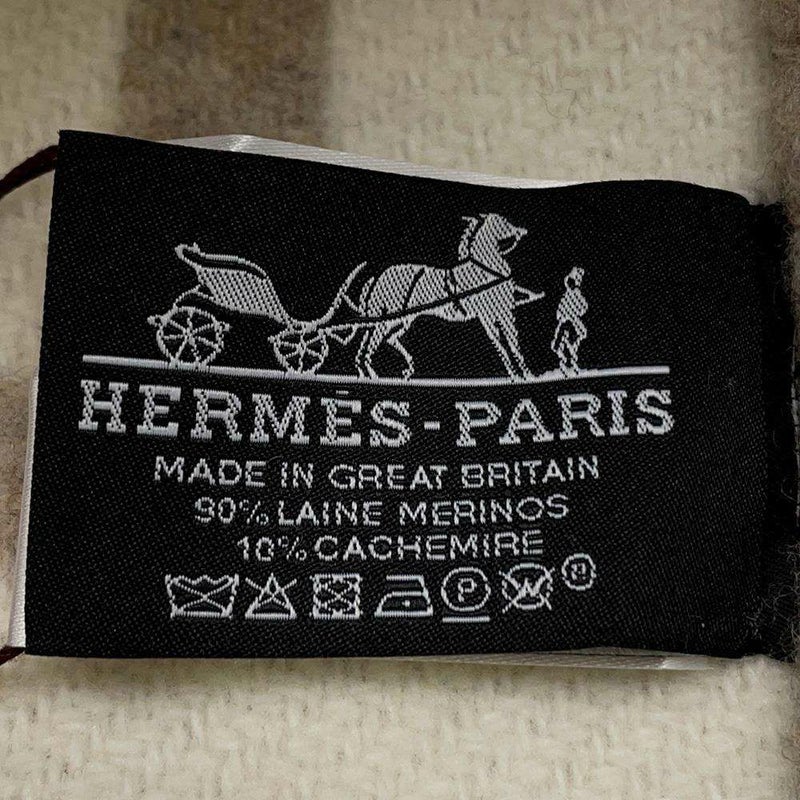 HERMÈS-PARIS
MADE IN GREAT BRITAIN
90% LAINE MERINOS
10% CACHEMIRE
P W ®